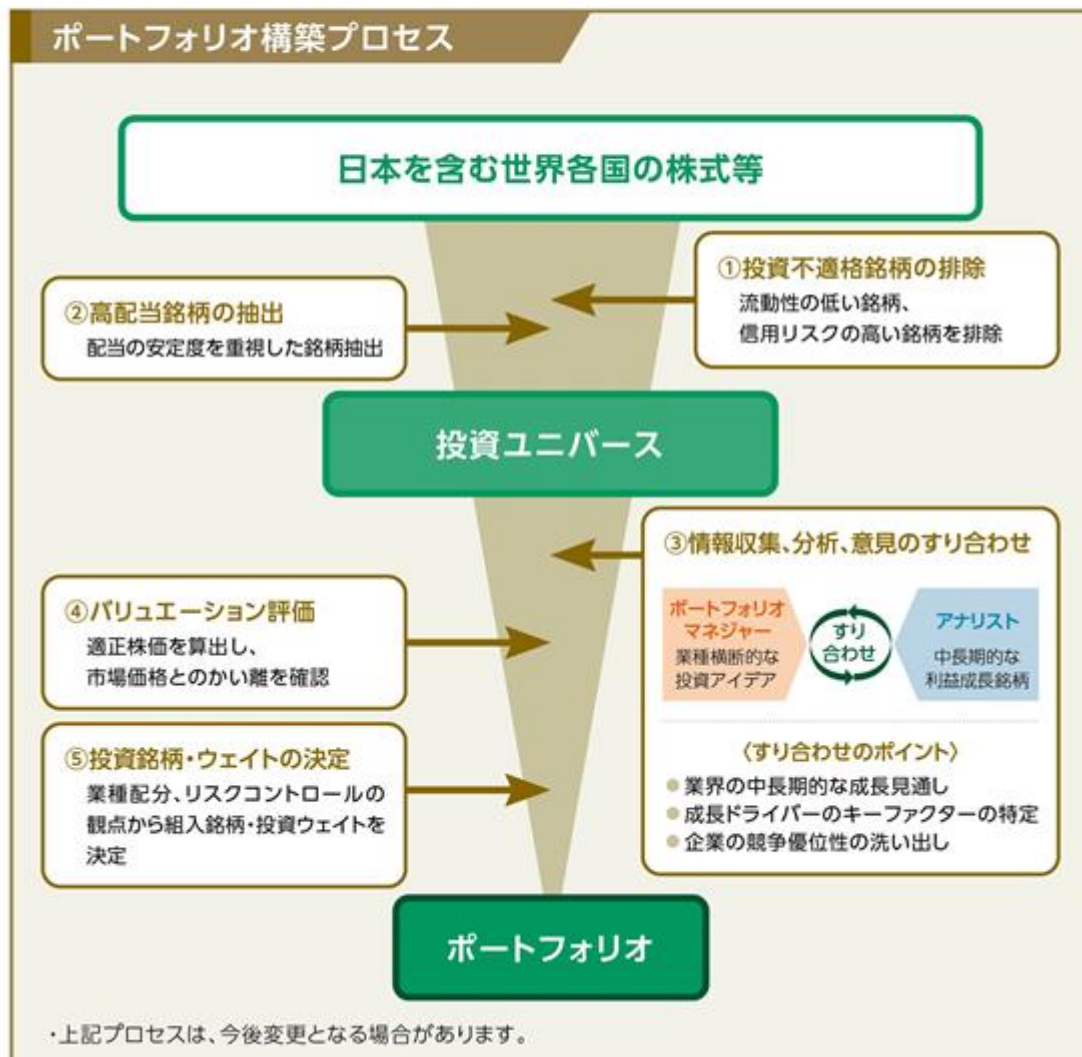 ポートフォリオ構築プロセス
日本を含む世界各国の株式等
①投資不適格銘柄の排除
流動性の低い銘柄、
信用リスクの高い銘柄を排除
②高配当銘柄の抽出
配当の安定度を重視した銘柄抽出
投資ユニバース
③情報収集、分析、意見のすり合わせ
ポートフォリオ
マネジャー
業種横断的な
投資アイデア
すり
合わせ
アナリスト
中長期的な
利益成長銘柄
〈すり合わせのポイント〉
●業界の中長期的な成長見通し
●成長ドライバーのキーファクターの特定
●企業の競争優位性の洗い出し
④バリュエーション評価
適正株価を算出し、
市場価格とのかい離を確認
⑤投資銘柄・ウェイトの決定
業種配分、リスクコントロールの
観点から組入銘柄・投資ウェイトを
決定
ポートフォリオ
・上記プロセスは、今後変更となる場合があります。